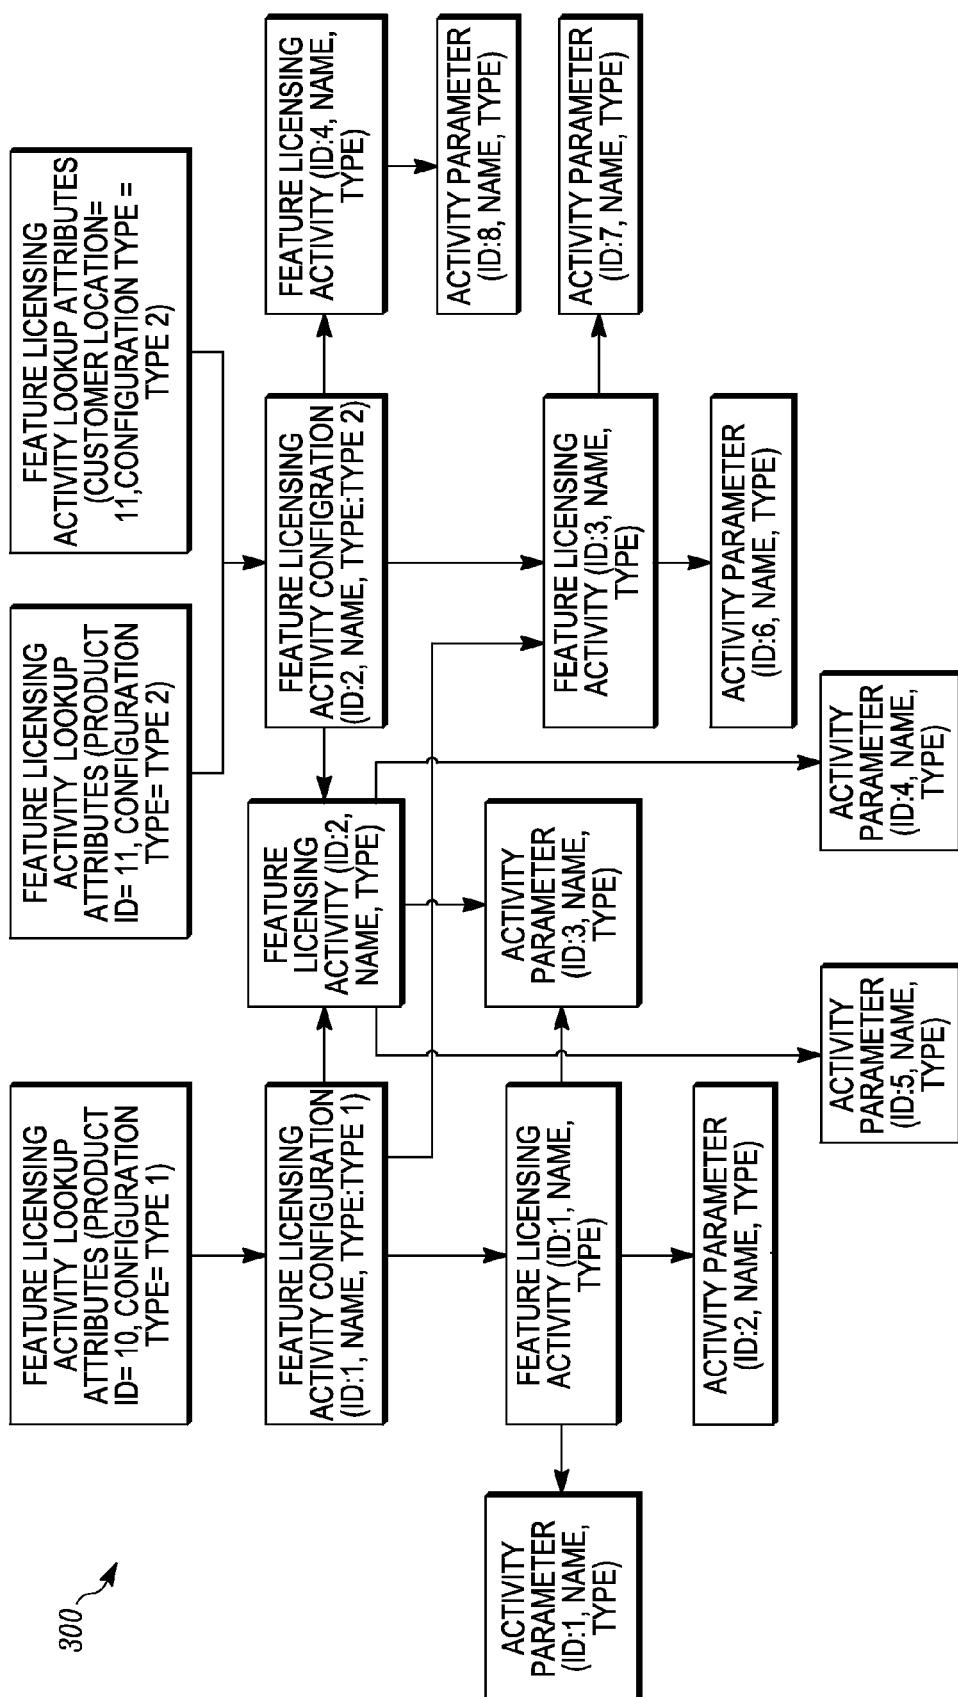 300
FEATURE LICENSING
ACTIVITY LOOKUP
ATTRIBUTES (PRODUCT
ID= 10, CONFIGURATION
TYPE= TYPE 1)
FEATURE LICENSING
ACTIVITY LOOKUP
ATTRIBUTES (PRODUCT
ID= 11, CONFIGURATION
TYPE= TYPE 2)
FEATURE LICENSING
ACTIVITY LOOKUP ATTRIBUTES
(CUSTOMER LOCATION=
11,CONFIGURATION TYPE =
TYPE 2)
FEATURE LICENSING
ACTIVITY CONFIGURATION
(ID:1, NAME, TYPE:TYPE 1)
FEATURE
LICENSING
ACTIVITY (ID:2,
NAME, TYPE)
FEATURE LICENSING
ACTIVITY CONFIGRATION
(ID:2, NAME, TYPE:TYPE 2)
FEATURE LICENSING
ACTIVITY (ID:4, NAME,
TYPE)
ACTIVITY PARAMETER
(ID:8, NAME, TYPE)
ACTIVITY
PARAMETER
(ID:1, NAME,
TYPE)
FEATURE LICENSING
ACTIVITY (ID:1, NAME,
TYPE)
ACTIVITY
PARAMETER
(ID:3, NAME,
TYPE)
FEATURE LICENSING
ACTIVITY (ID:3, NAME,
TYPE)
ACTIVITY PARAMETER
(ID:7, NAME, TYPE)
ACTIVITY PARAMETER
(ID:2, NAME, TYPE)
ACTIVITY PARAMETER
(ID:6, NAME, TYPE)
ACTIVITY
PARAMETER
(ID:5, NAME,
TYPE)
ACTIVITY
PARAMETER
(ID:4, NAME,
TYPE)